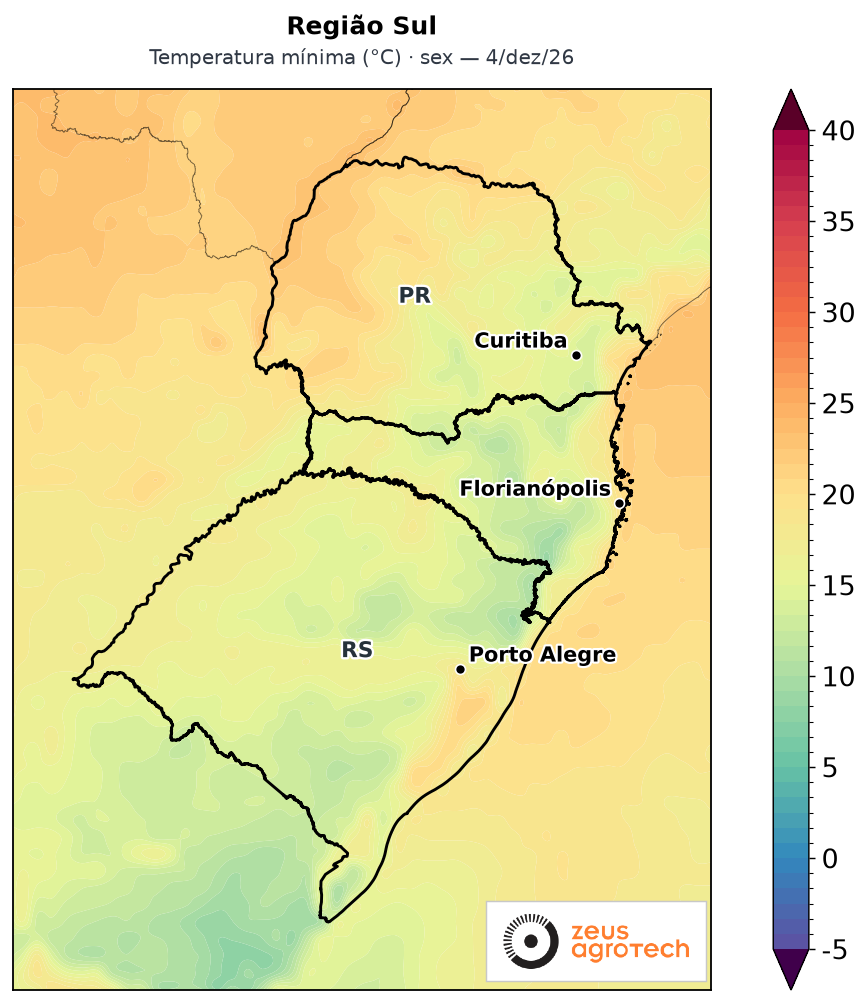 Região Sul
Temperatura mínima (°C) · sex — 4/dez/26
PR
Curitiba
Florianópolis
RS
Porto Alegre
40
35
30
25
20
15
10
5
0
-5
zeus
agrotech